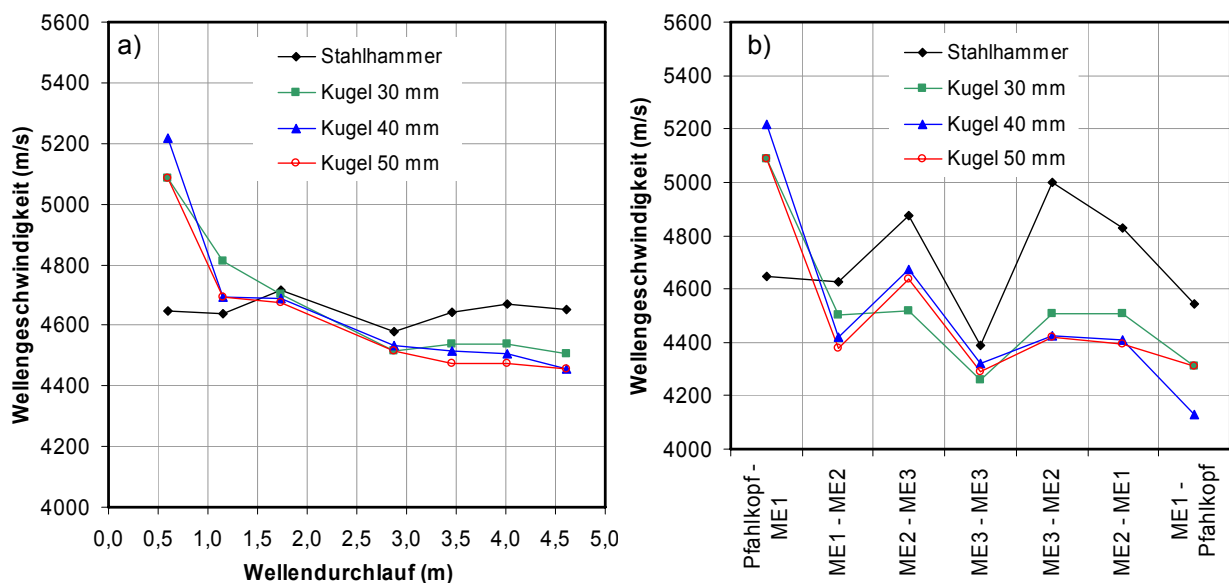 a)
Wellengeschwindigkeit (m/s)
5600
5400
5200
5000
4800
4600
4400
4200
4000
Stahlhammer
Kugel 30 mm
Kugel 40 mm
Kugel 50 mm
0,0 0,5 1,0 1,5 2,0 2,5 3,0 3,5 4,0 4,5 5,0
Wellendurchlauf (m)
b)
Wellengeschwindigkeit (m/s)
5600
5400
5200
5000
4800
4600
4400
4200
4000
Stahlhammer
Kugel 30 mm
Kugel 40 mm
Kugel 50 mm
Pfahlkopf -
ME1
ME1 - ME2
ME2 - ME3
ME3 - ME3
ME3 - ME2
ME2 - ME1
ME1 -
Pfahlkopf